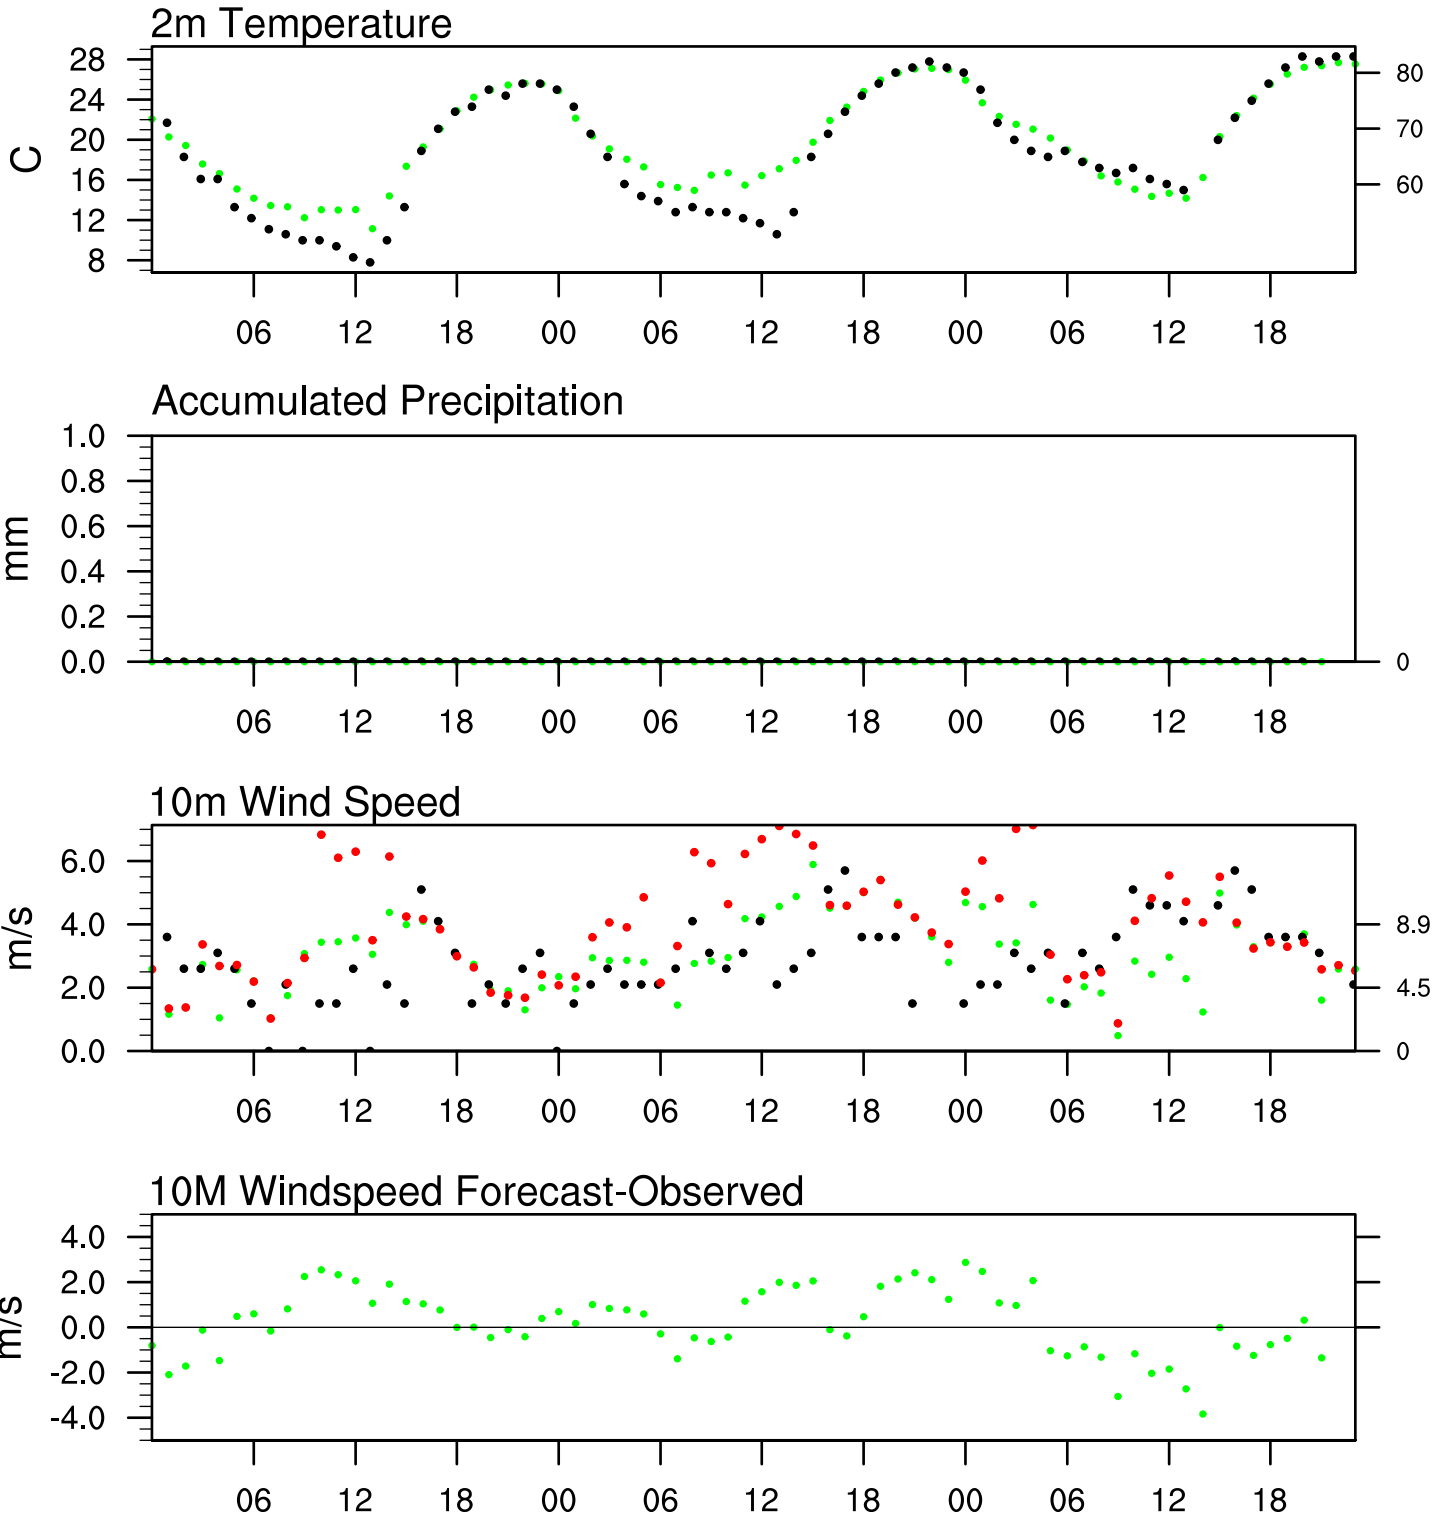 2m Temperature
28
24
20
16
12
8
C
80
70
60
06 12 18 00 06 12 18 00 06 12 18
Accumulated Precipitation
1.0
0.8
0.6
0.4
0.2
0.0
mm
0
06 12 18 00 06 12 18 00 06 12 18
10m Wind Speed
6.0
4.0
2.0
0.0
m/s
8.9
4.5
0
06 12 18 00 06 12 18 00 06 12 18
10M Windspeed Forecast-Observed
4.0
2.0
0.0
-2.0
-4.0
m/s
06 12 18 00 06 12 18 00 06 12 18